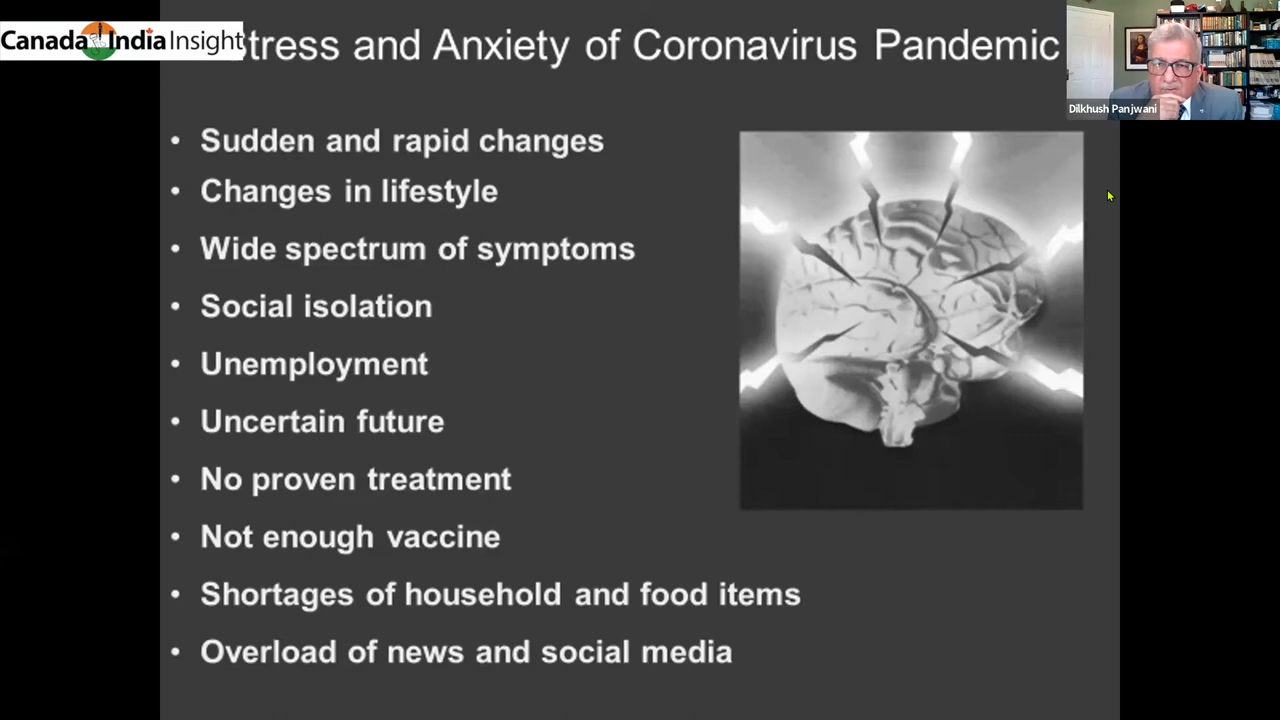 Canada India Insight
tress and Anxiety of Coronavirus Pandemic
Dilkhush Panjwani
• Sudden and rapid changes
• Changes in lifestyle
• Wide spectrum of symptoms
• Social isolation
• Unemployment
• Uncertain future
• No proven treatment
• Not enough vaccine
• Shortages of household and food items
• Overload of news and social media